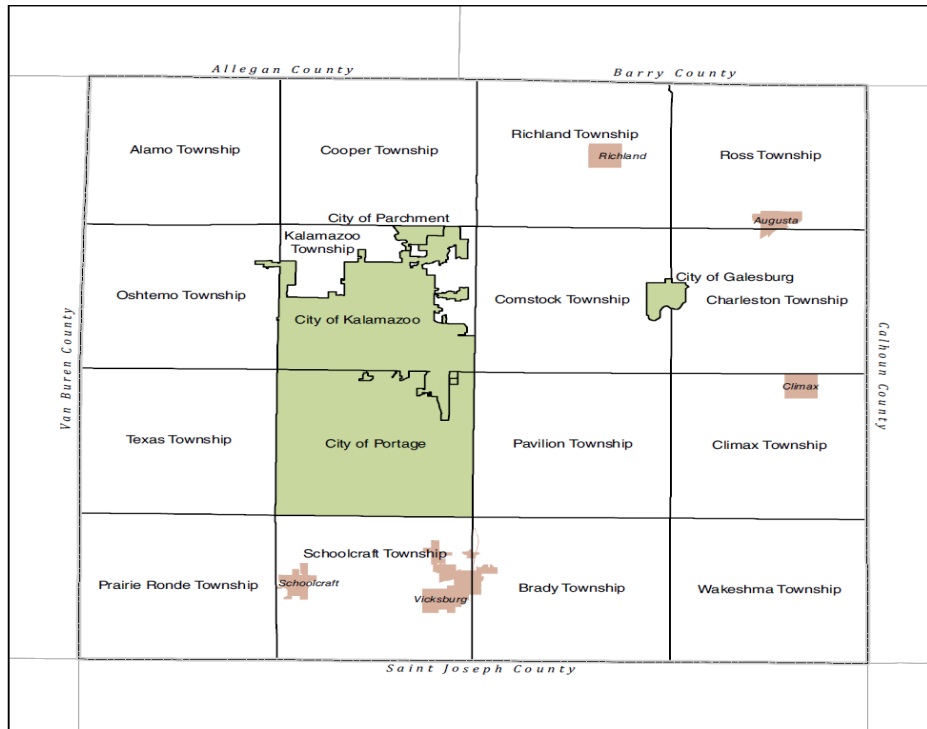 Allegan County
Barry County
Richland Township
Alamo Township
Cooper Township
Richland
Ross Township
City of Parchment
Augusta
Kalamazoo
Township
City of Galesburg
Oshtemo Township
Comstock Township
Charleston Township
City of Kalamazoo
Van Buren County
Calhoun County
Climax
Texas Township
City of Portage
Pavilion Township
Climax Township
Schoolcraft Township
Prairie Ronde Township
Schoolcraft
Vicksburg
Brady Township
Wakeshma Township
Saint Joseph County